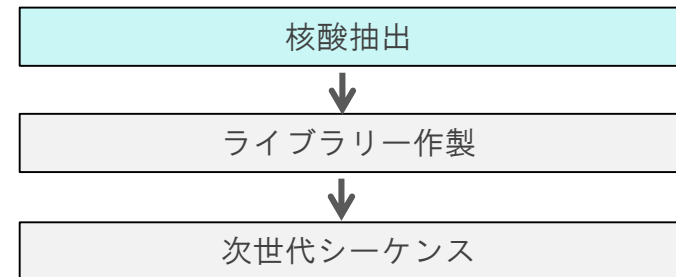 核酸抽出
ライブラリー作製
次世代シーケンス